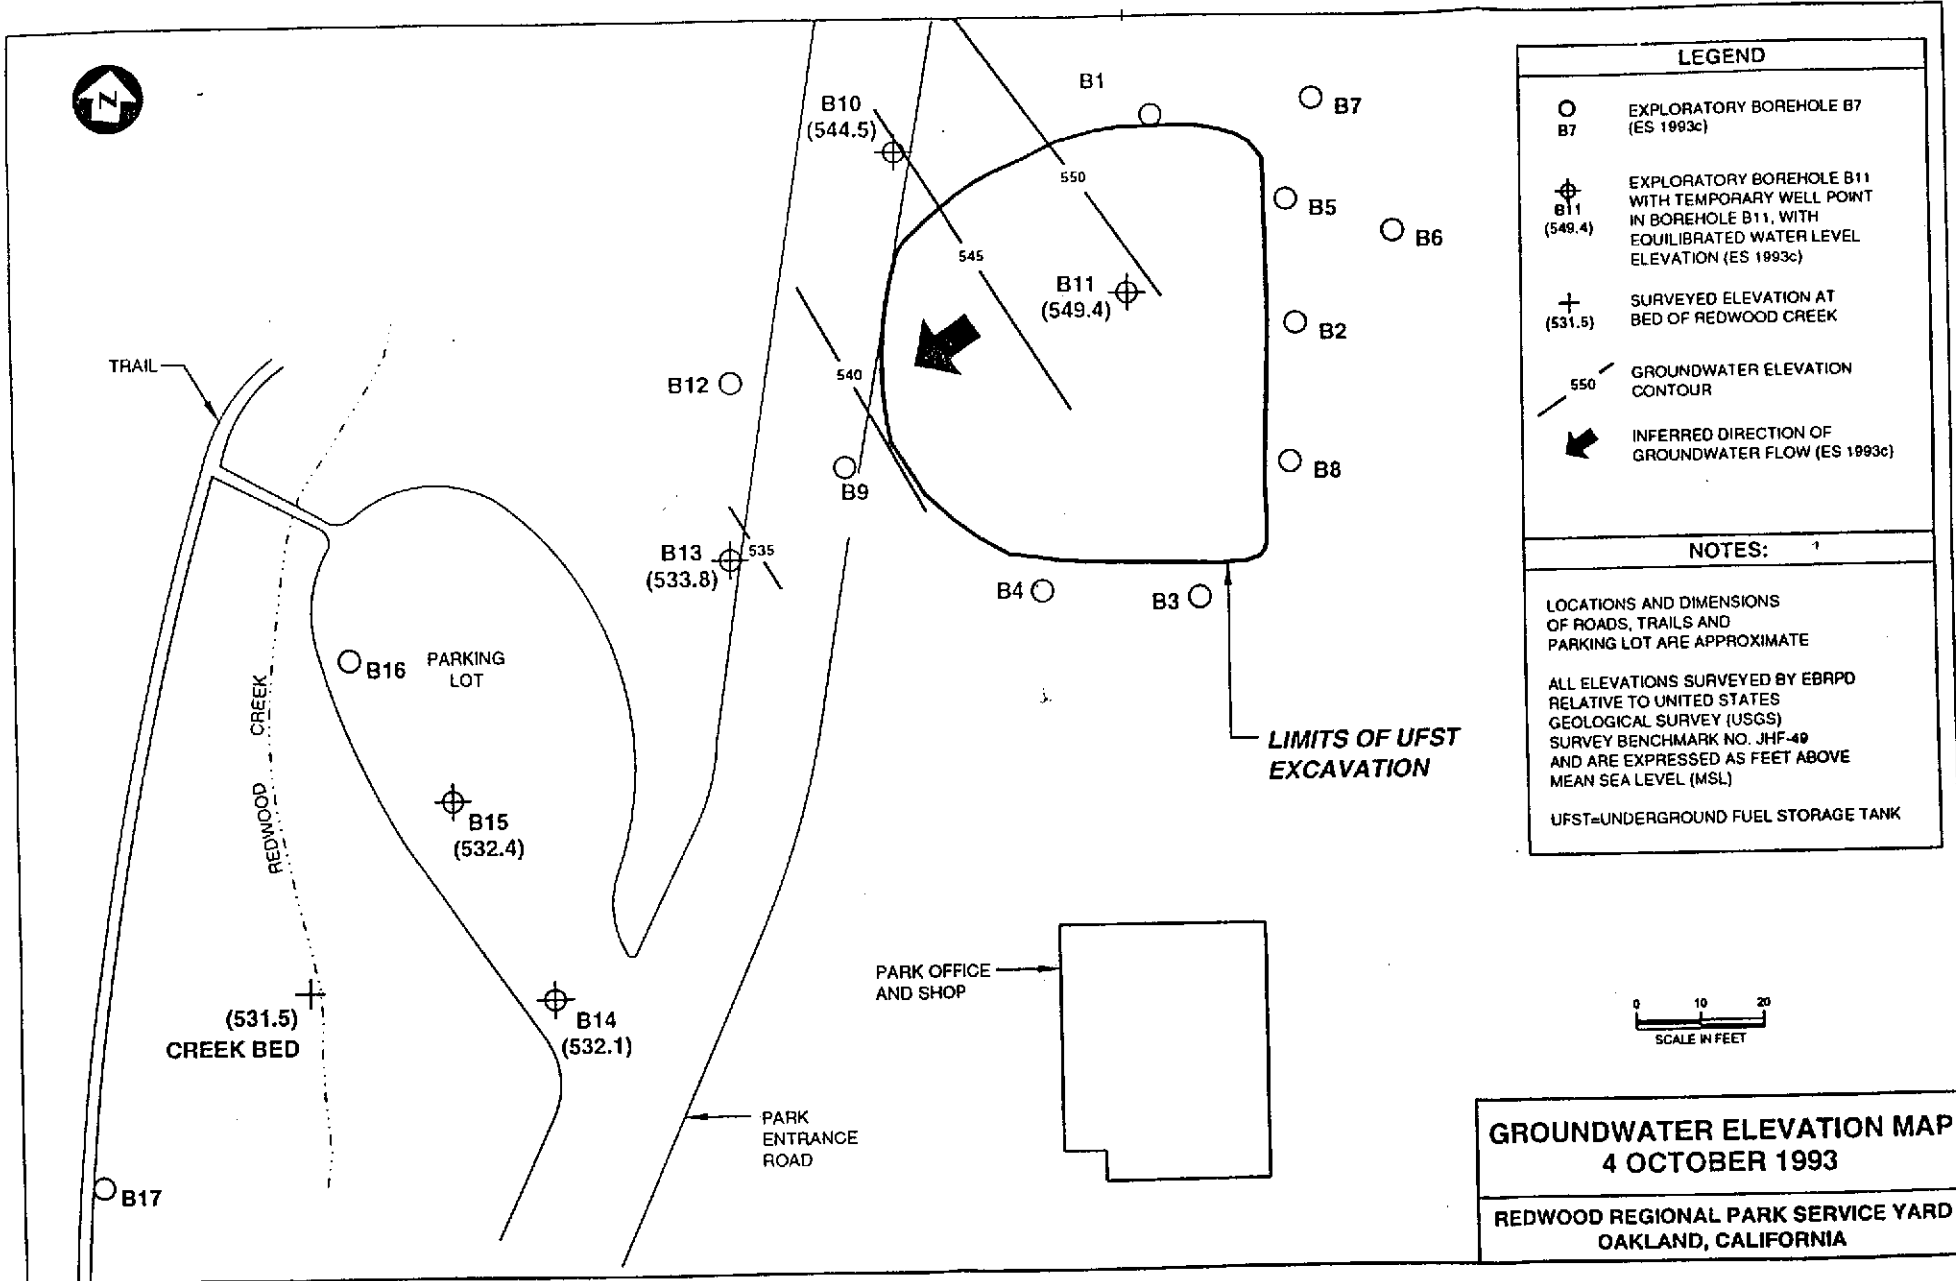 N
B1
B7
B10
(544.5)
550
B5
B6
545
B11
(549.4)
B2
TRAIL
540
B12
B8
B9
B13
(533.8)
535
B4
B3
B16
PARKING
LOT
REDWOOD CREEK
LIMITS OF UFST
EXCAVATION
B15
(532.4)
PARK OFFICE
AND SHOP
(531.5)
CREEK BED
B14
(532.1)
PARK
ENTRANCE
ROAD
B17
LEGEND
B7
EXPLORATORY BOREHOLE B7
(ES 1993c)
B11
(549.4)
EXPLORATORY BOREHOLE B11
WITH TEMPORARY WELL POINT
IN BOREHOLE B11, WITH
EQUILIBRATED WATER LEVEL
ELEVATION (ES 1993c)
(531.5)
SURVEYED ELEVATION AT
BED OF REDWOOD CREEK
550
GROUNDWATER ELEVATION
CONTOUR
INFERRED DIRECTION OF
GROUNDWATER FLOW (ES 1993c)
NOTES:
LOCATIONS AND DIMENSIONS
OF ROADS, TRAILS AND
PARKING LOT ARE APPROXIMATE
ALL ELEVATIONS SURVEYED BY EBRPD
RELATIVE TO UNITED STATES
GEOLOGICAL SURVEY (USGS)
SURVEY BENCHMARK NO. JHF-49
AND ARE EXPRESSED AS FEET ABOVE
MEAN SEA LEVEL (MSL)
UFST=UNDERGROUND FUEL STORAGE TANK
0 10 20
SCALE IN FEET
GROUNDWATER ELEVATION MAP
4 OCTOBER 1993
REDWOOD REGIONAL PARK SERVICE YARD
OAKLAND, CALIFORNIA